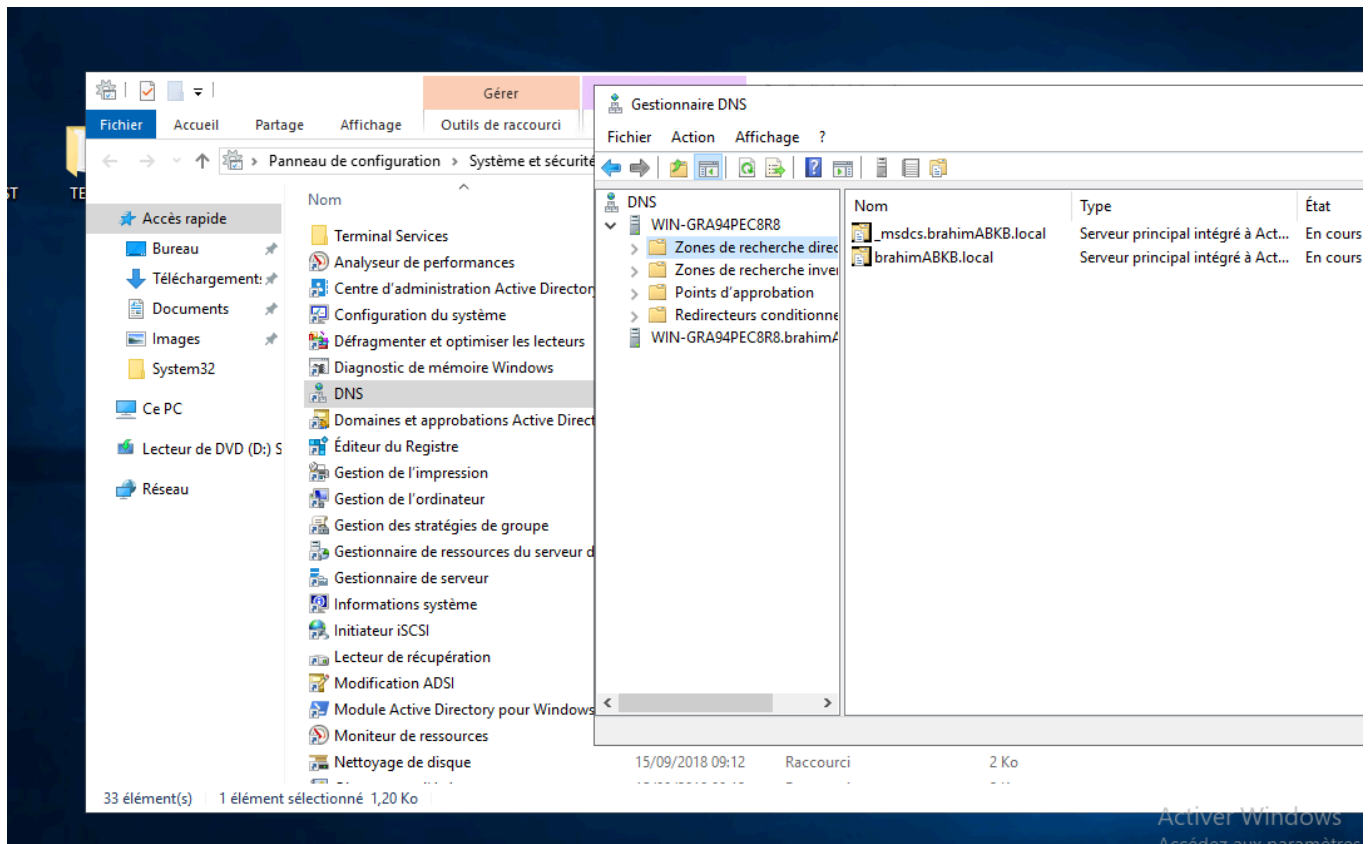 ST
TE
Gérer
Fichier Accueil Partage Affichage Outils de raccourci
Panneau de configuration > Système et sécurité
Accès rapide
Bureau
Téléchargement:
Documents
Images
System32
Ce PC
Lecteur de DVD (D:) S
Réseau
Nom
Terminal Services
Analyseur de performances
Centre d'administration Active Director
Configuration du système
Défragmenter et optimiser les lecteurs
Diagnostic de mémoire Windows
DNS
Domaines et approbations Active Direct
Éditeur du Registre
Gestion de l'impression
Gestion de l'ordinateur
Gestion des stratégies de groupe
Gestionnaire de ressources du serveur d
Gestionnaire de serveur
Informations système
Initiateur iSCSI
Lecteur de récupération
Modification ADSI
Module Active Directory pour Windows
Moniteur de ressources
Nettoyage de disque 15/09/2018 09:12 Raccourci 2 Ko
33 élément(s) 1 élément sélectionné 1,20 Ko
Gestionnaire DNS
Fichier Action Affichage ?
DNS
WIN-GRA94PEC8R8
Zones de recherche direc
Zones de recherche inver
Points d'approbation
Redirecteurs conditionne
WIN-GRA94PEC8R8.brahimA
Nom Type État
_msdcs.brahimABKB.local Serveur principal intégré à Act... En cours
brahimABKB.local Serveur principal intégré à Act... En cours
Activer Windows
Accédez aux paramètres